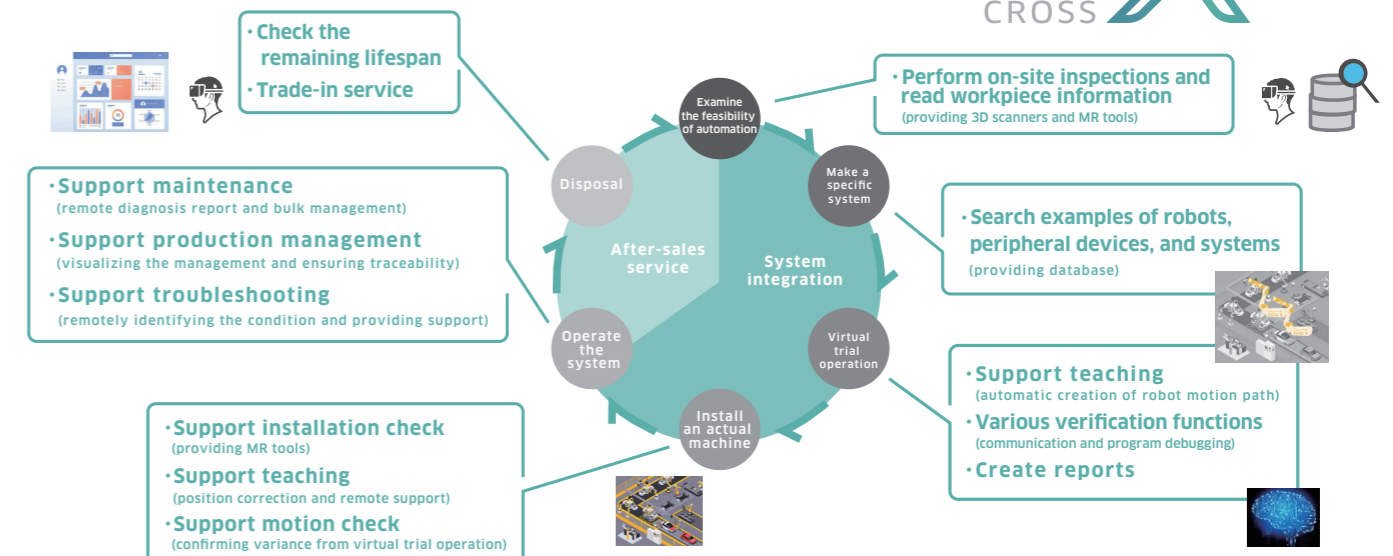 CROSS
・Check the
remaining lifespan
・Trade-in service
Examine
the feasibility
of automation
・Perform on-site inspections and
read workpiece information
(providing 3D scanners and MR tools)
Disposal
Make a
specific
system
・Support maintenance
(remote diagnosis report and bulk management)
・Support production management
(visualizing the management and ensuring traceability)
・Support troubleshooting
(remotely identifying the condition and providing support)
・Search examples of robots,
peripheral devices, and systems
(providing database)
After-sales
service
System
integration
Operate
the
system
Virtual
trial
operation
・Support teaching
(automatic creation of robot motion path)
・Various verification functions
(communication and program debugging)
・Create reports
Install
an actual
machine
・Support installation check
(providing MR tools)
・Support teaching
(position correction and remote support)
・Support motion check
(confirming variance from virtual trial operation)